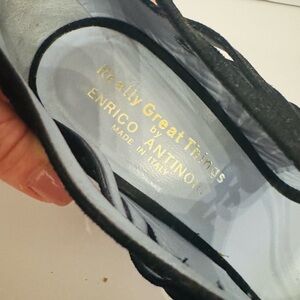 Really Great Things
by
ENRICO ANTINORI
MADE IN ITALY